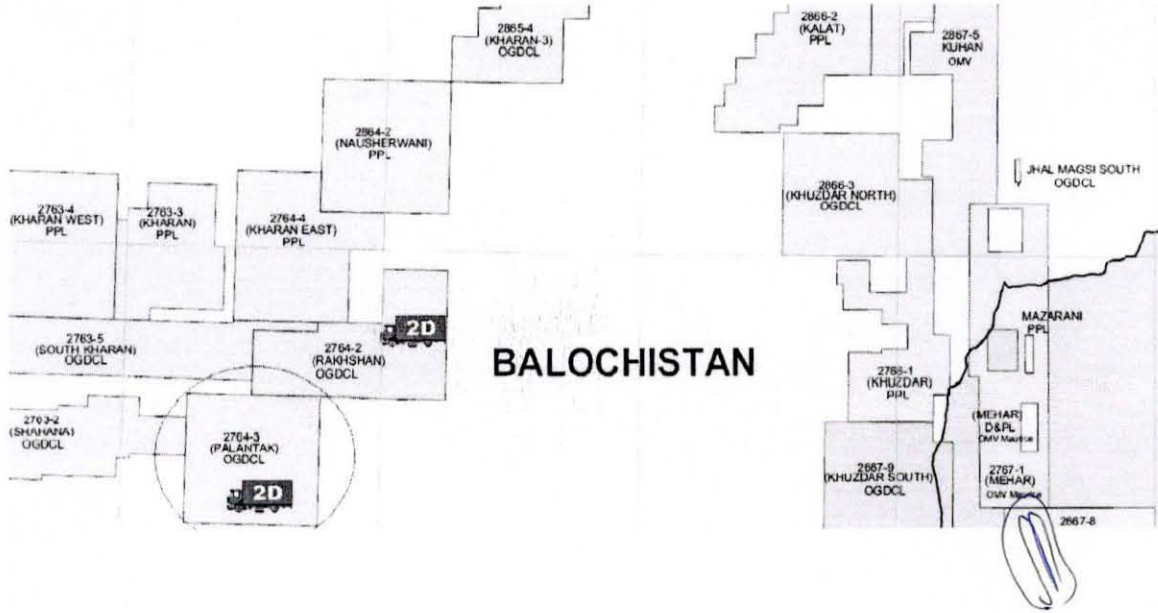 2865-4
(KHARAN-3)
OGDCL
2866-2
(KALAT)
PPL
2867-5
KUHAN
OMV
2864-2
(NAUSHERWANI)
PPL
JHAL MAGSI SOUTH
OGDCL
2763-4
(KHARAN WEST)
PPL
2763-3
(KHARAN)
PPL
2764-4
(KHARAN EAST)
PPL
2866-3
(KHUZDAR NORTH)
OGDCL
MAZARANI
PPL
2763-5
(SOUTH KHARAN)
OGDCL
2764-2
(RAKHSHAN)
OGDCL
2D
BALOCHISTAN
2766-1
(KHUZDAR)
PPL
2763-2
(SHAHANA)
OGDCL
2764-3
(PALANTAK)
OGDCL
2D
(MEHAR)
D&PL
OMV Maurice
2667-9
(KHUZDAR SOUTH)
OGDCL
2767-1
(MEHAR)
OMV Maurice
2667-8